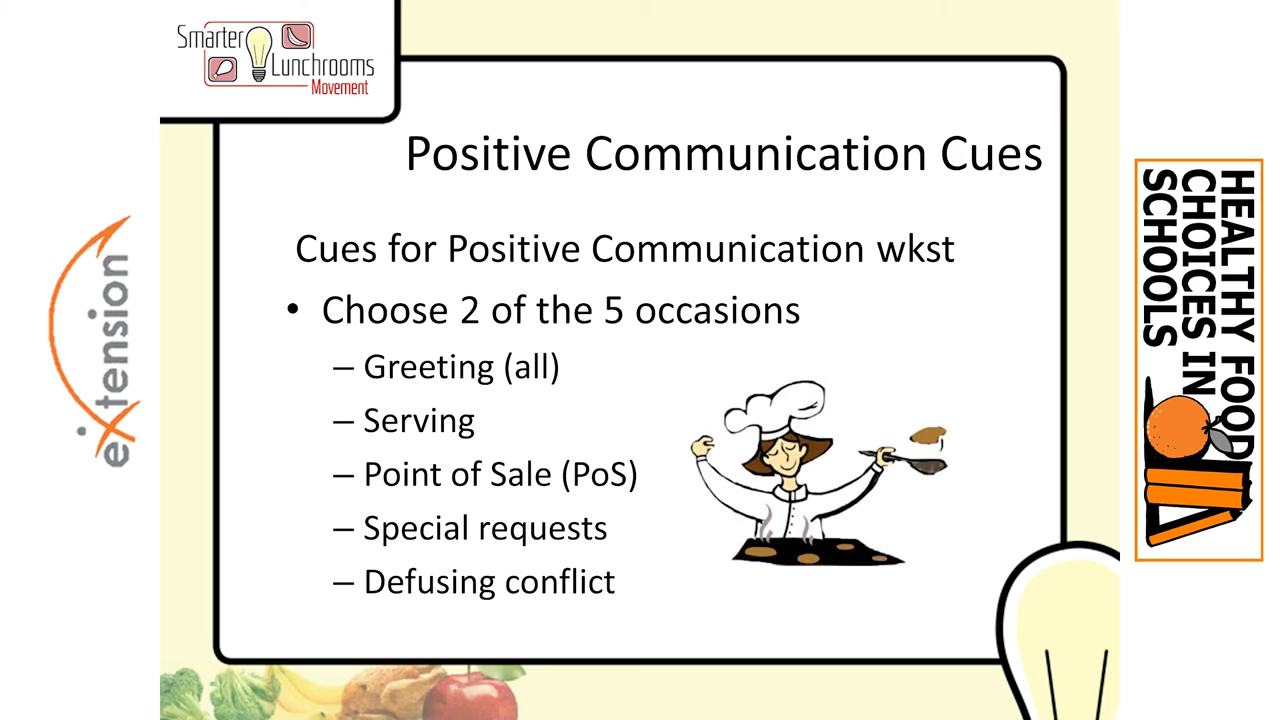 Smarter
Lunchrooms
Movement
Positive Communication Cues
Cues for Positive Communication wkst
• Choose 2 of the 5 occasions
– Greeting (all)
– Serving
– Point of Sale (PoS)
– Special requests
– Defusing conflict
eXtension
HEALTHY FOOD
CHOICES IN
SCHOOLS